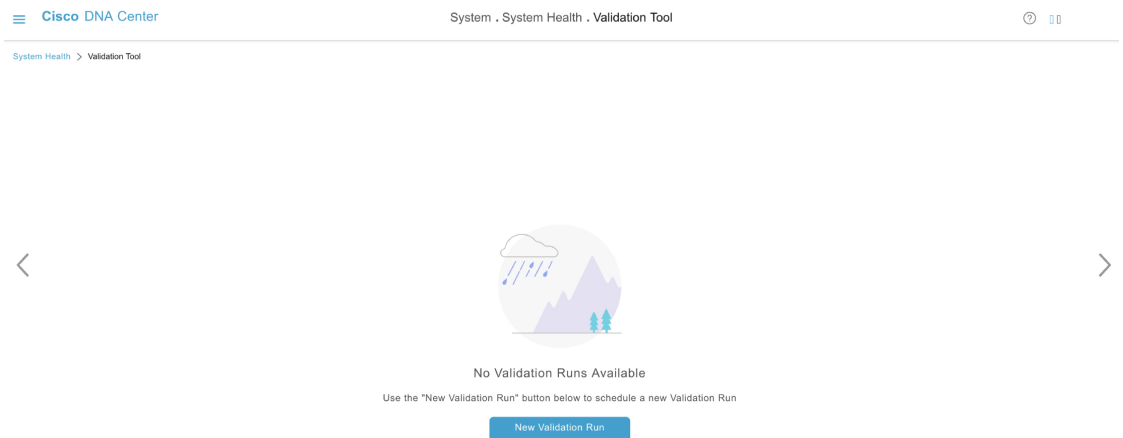 Cisco DNA Center
System . System Health . Validation Tool
System Health > Validation Tool
No Validation Runs Available
Use the "New Validation Run" button below to schedule a new Validation Run
New Validation Run